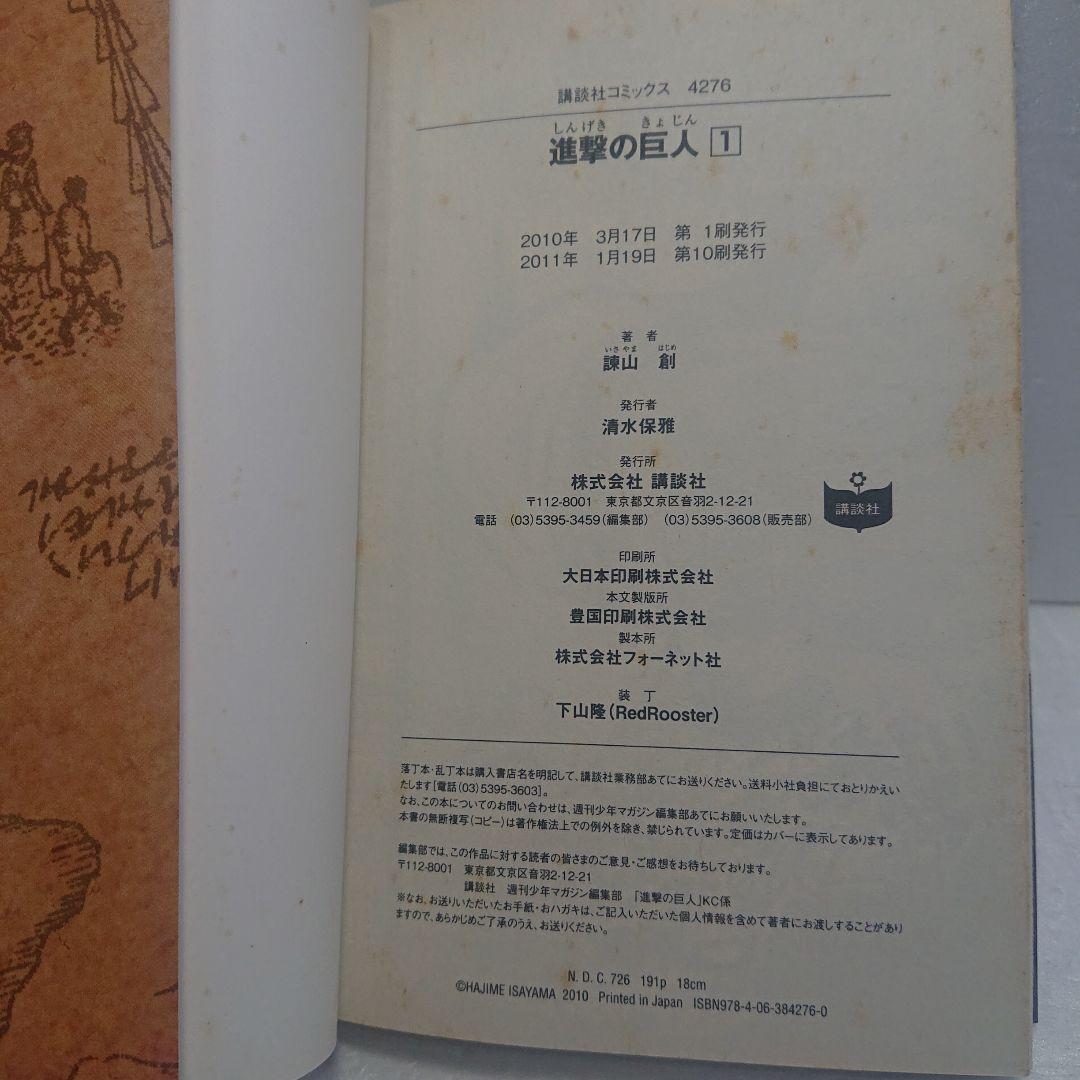 講談社コミックス 4276
しんげき きょじん
進撃の巨人 1
2010年 3月17日 第 1刷発行
2011年 1月19日 第10刷発行
著 者
いさ やま はじめ
諫山 創
発行者
清水保雅
発行所
株式会社 講談社
〒112-8001 東京都文京区音羽2-12-21
電話 (03)5395-3459(編集部) (03)5395-3608(販売部)
講談社
印刷所
大日本印刷株式会社
本文製版所
豊国印刷株式会社
製本所
株式会社フォーネット社
装 丁
下山隆(RedRooster)
落丁本・乱丁本は購入書店名を明記して、講談社業務部あてにお送りください。送料小社負担にておとりかえい
たします[電話(03)5395-3603]。
なお、この本についてのお問い合わせは、週刊少年マガジン編集部あてにお願いいたします。
本書の無断複写(コピー)は著作権法上での例外を除き、禁じられています。定価はカバーに表示してあります。
編集部では、この作品に対する読者の皆さまのご意見・ご感想をお待ちしております。
〒112-8001 東京都文京区音羽2-12-21
講談社 週刊少年マガジン編集部 「進撃の巨人」KC係
※なお、お送りいただいたお手紙・おハガキは、ご記入いただいた個人情報を含めて著者にお渡しすることがあり
ますので、あらかじめご了承のうえ、お送りください。
N. D. C. 726 191p 18cm
©HAJIME ISAYAMA 2010 Printed in Japan ISBN978-4-06-384276-0